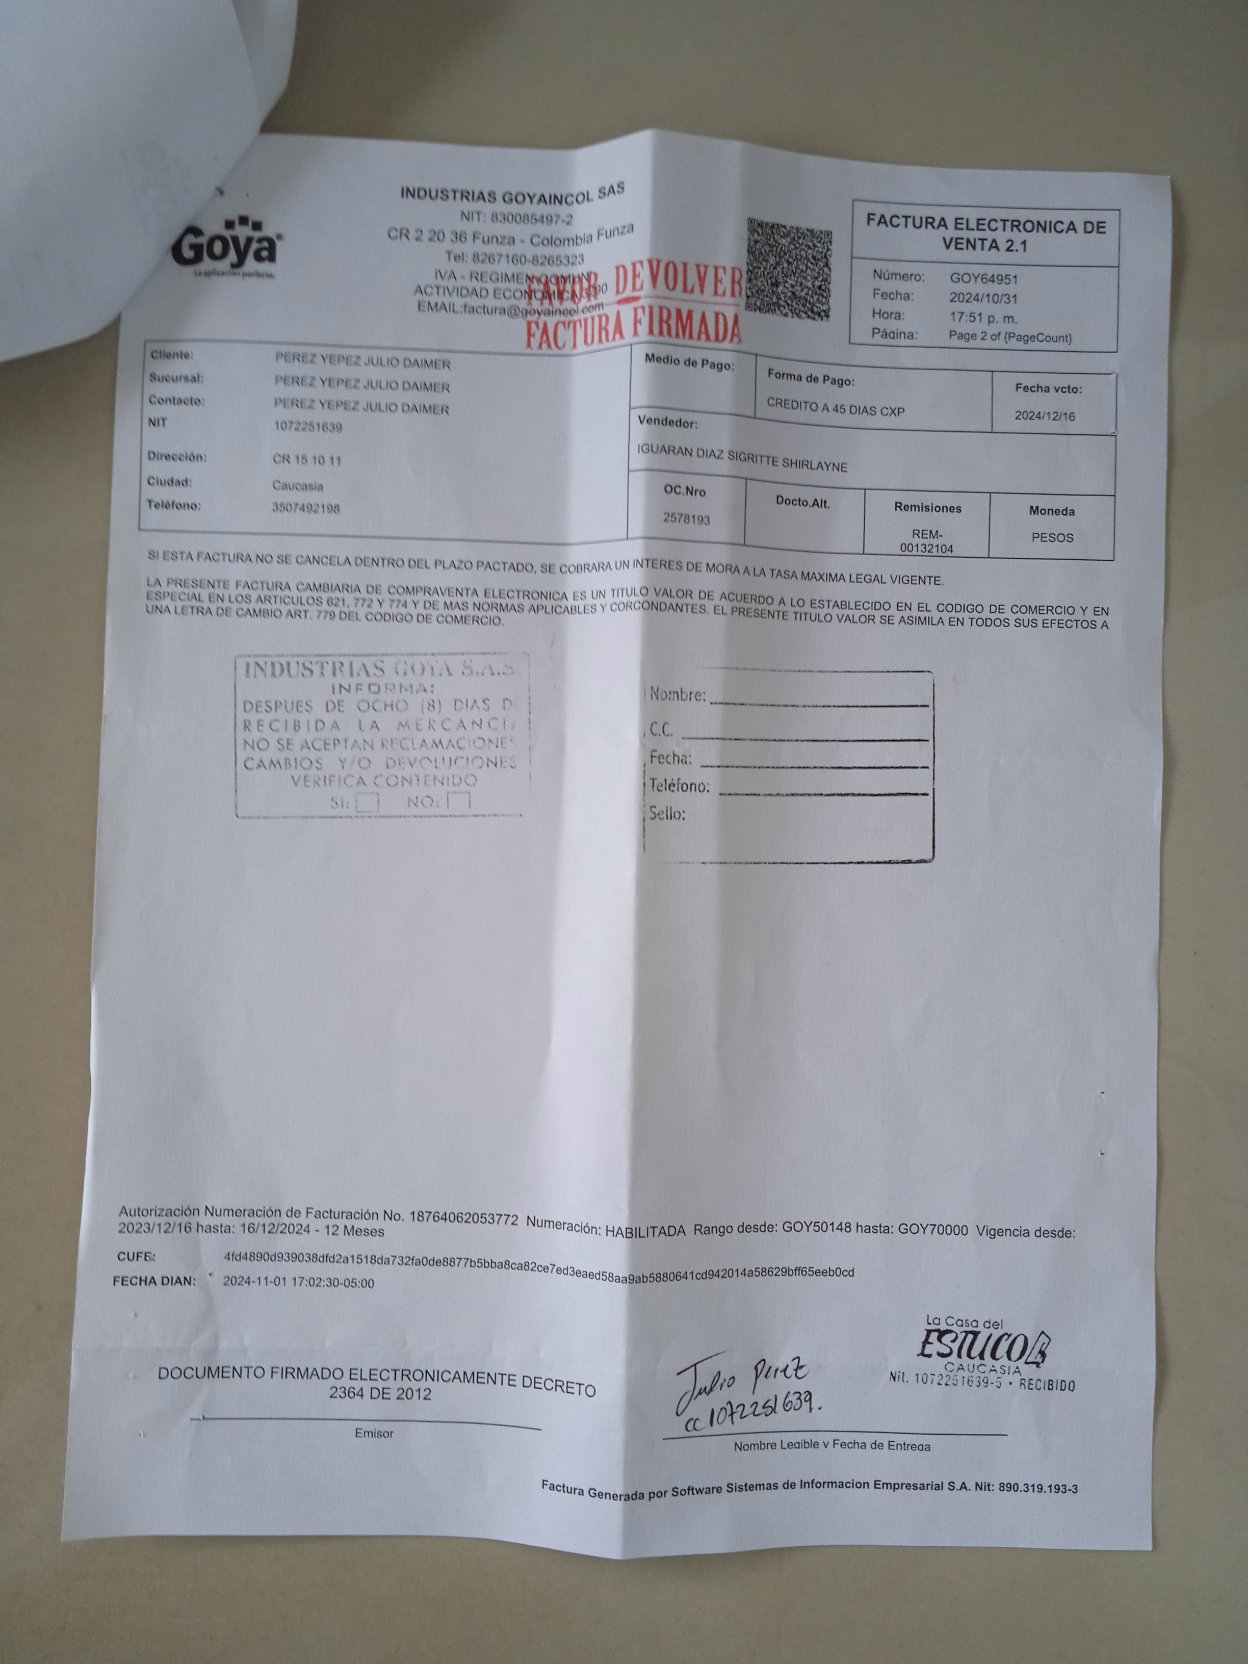 Goya®
La aplicación perfecta.
INDUSTRIAS GOYAINCOL SAS
NIT: 830085497-2
CR 2 20 36 Funza - Colombia Funza
Tel: 8267160-8265323
IVA - REGIMEN COMUN
ACTIVIDAD ECONOMICA
EMAIL:factura@goyaincol.com
FAVOR DEVOLVER
FACTURA FIRMADA
FACTURA ELECTRONICA DE
VENTA 2.1
Número: GOY64951
Fecha: 2024/10/31
Hora: 17:51 p. m.
Página: Page 2 of {PageCount}
Cliente: PEREZ YEPEZ JULIO DAIMER
Sucursal: PEREZ YEPEZ JULIO DAIMER
Contacto: PEREZ YEPEZ JULIO DAIMER
NIT 1072251639
Dirección: CR 15 10 11
Ciudad: Caucasia
Teléfono: 3507492198
Medio de Pago:
Forma de Pago:
CREDITO A 45 DIAS CXP
Fecha vcto:
2024/12/16
Vendedor:
IGUARAN DIAZ SIGRITTE SHIRLAYNE
OC.Nro
2578193
Docto.Alt.
Remisiones
REM-
00132104
Moneda
PESOS
SI ESTA FACTURA NO SE CANCELA DENTRO DEL PLAZO PACTADO, SE COBRARA UN INTERES DE MORA A LA TASA MAXIMA LEGAL VIGENTE.
LA PRESENTE FACTURA CAMBIARIA DE COMPRAVENTA ELECTRONICA ES UN TITULO VALOR DE ACUERDO A LO ESTABLECIDO EN EL CODIGO DE COMERCIO Y EN
ESPECIAL EN LOS ARTICULOS 621, 772 Y 774 Y DE MAS NORMAS APLICABLES Y CORCONDANTES. EL PRESENTE TITULO VALOR SE ASIMILA EN TODOS SUS EFECTOS A
UNA LETRA DE CAMBIO ART. 779 DEL CODIGO DE COMERCIO.
INDUSTRIAS GOYA S.A.S
INFORMA:
DESPUES DE OCHO (8) DIAS D
RECIBIDA LA MERCANCI
NO SE ACEPTAN RECLAMACIONES
CAMBIOS Y/O DEVOLUCIONES
VERIFICA CONTENIDO
SI: NO:
Nombre:
C.C.
Fecha:
Teléfono:
Sello:
Autorización Numeración de Facturación No. 18764062053772 Numeración: HABILITADA Rango desde: GOY50148 hasta: GOY70000 Vigencia desde:
2023/12/16 hasta: 16/12/2024 - 12 Meses
CUFE: 4fd4890d939038dfd2a1518da732fa0de8877b5bba8ca82ce7ed3eaed58aa9ab5880641cd942014a58629bff65eeb0cd
FECHA DIAN: 2024-11-01 17:02:30-05:00
La Casa del
ESTUCO
CAUCASIA
Nit. 1072251639-5 • RECIBIDO
DOCUMENTO FIRMADO ELECTRONICAMENTE DECRETO
2364 DE 2012
Emisor
Julio Perez
cc 1072251639.
Nombre Legible y Fecha de Entrega
Factura Generada por Software Sistemas de Informacion Empresarial S.A. Nit: 890.319.193-3